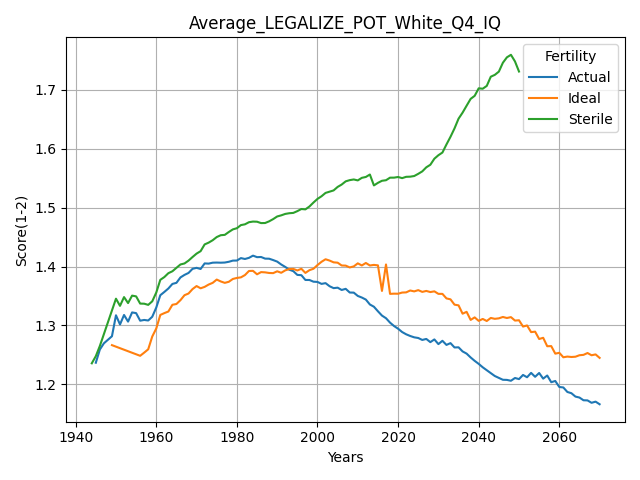 Average_LEGALIZE_POT_White_Q4_IQ
Fertility
Actual
Ideal
Sterile
Score(1-2)
1.7
1.6
1.5
1.4
1.3
1.2
1940
1960
1980
2000
2020
2040
2060
Years